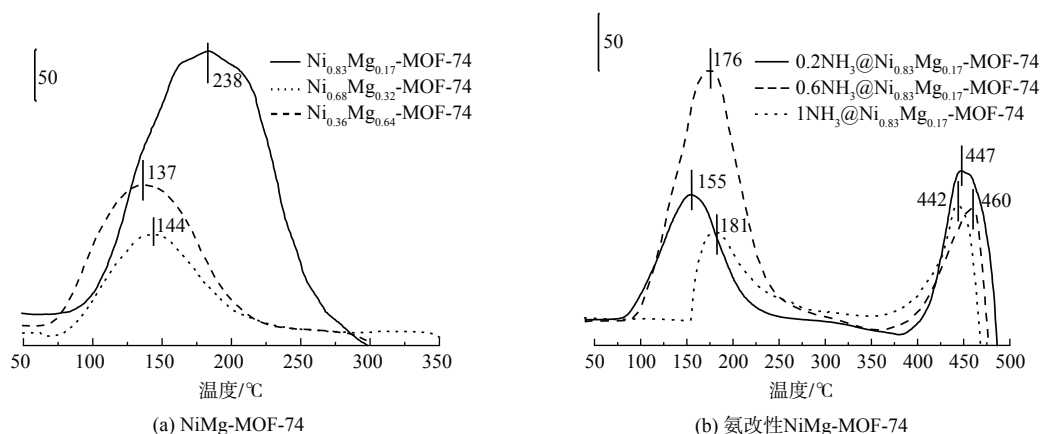 50
Ni0.83Mg0.17-MOF-74
Ni0.68Mg0.32-MOF-74
Ni0.36Mg0.64-MOF-74
238
137
144
50 100 150 200 250 300 350
温度/℃
(a) NiMg-MOF-74
50
0.2NH3@Ni0.83Mg0.17-MOF-74
0.6NH3@Ni0.83Mg0.17-MOF-74
1NH3@Ni0.83Mg0.17-MOF-74
176
155
181
447
442
460
50 100 150 200 250 300 350 400 450 500
温度/℃
(b) 氨改性NiMg-MOF-74